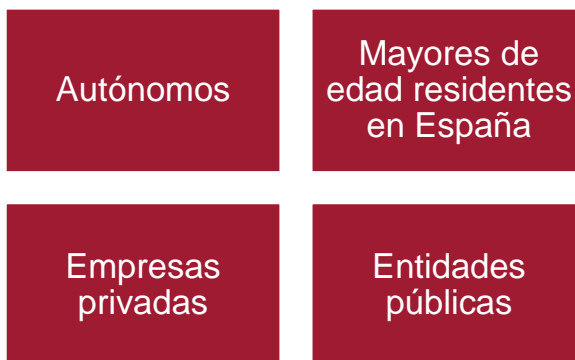 Autónomos
Mayores de
edad residentes
en España
Empresas
privadas
Entidades
públicas